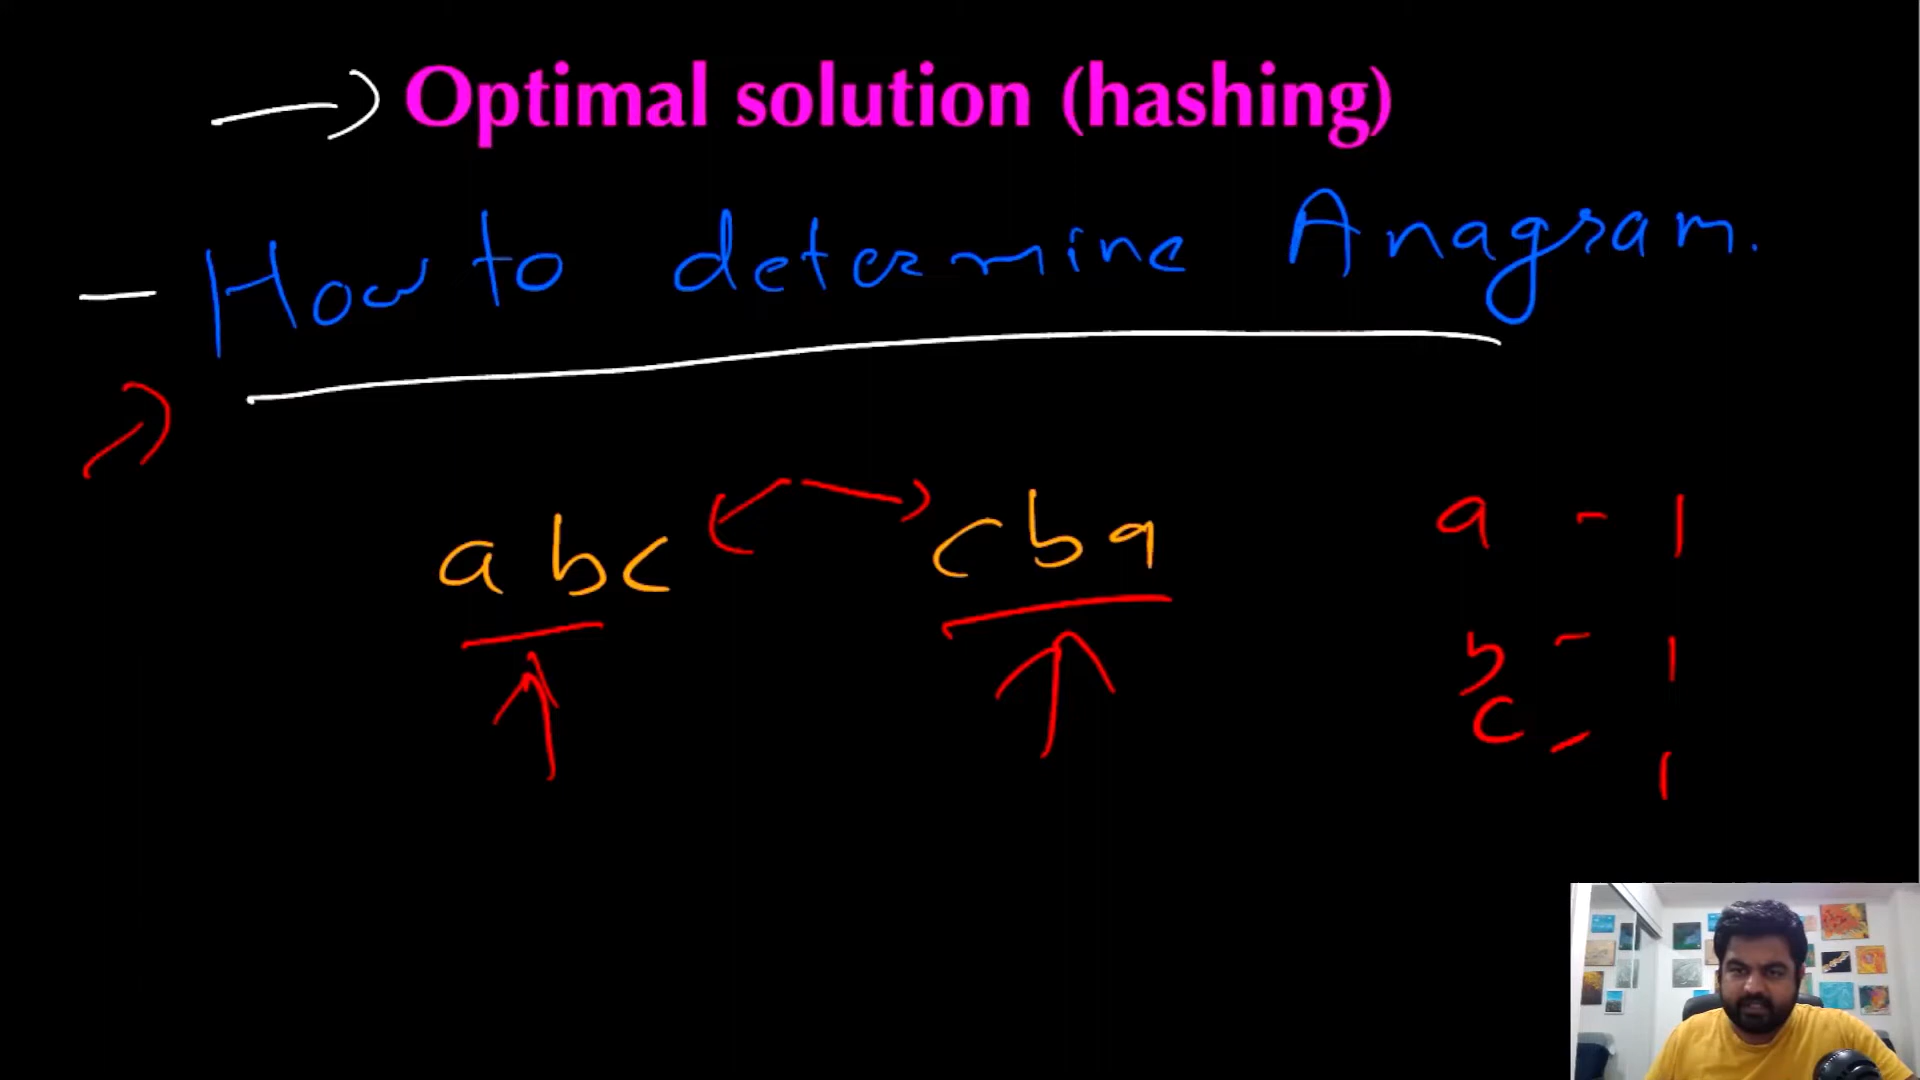 Optimal solution (hashing)
- How to determine Anagram.
abc cba
a - 1
b - 1
c - 1